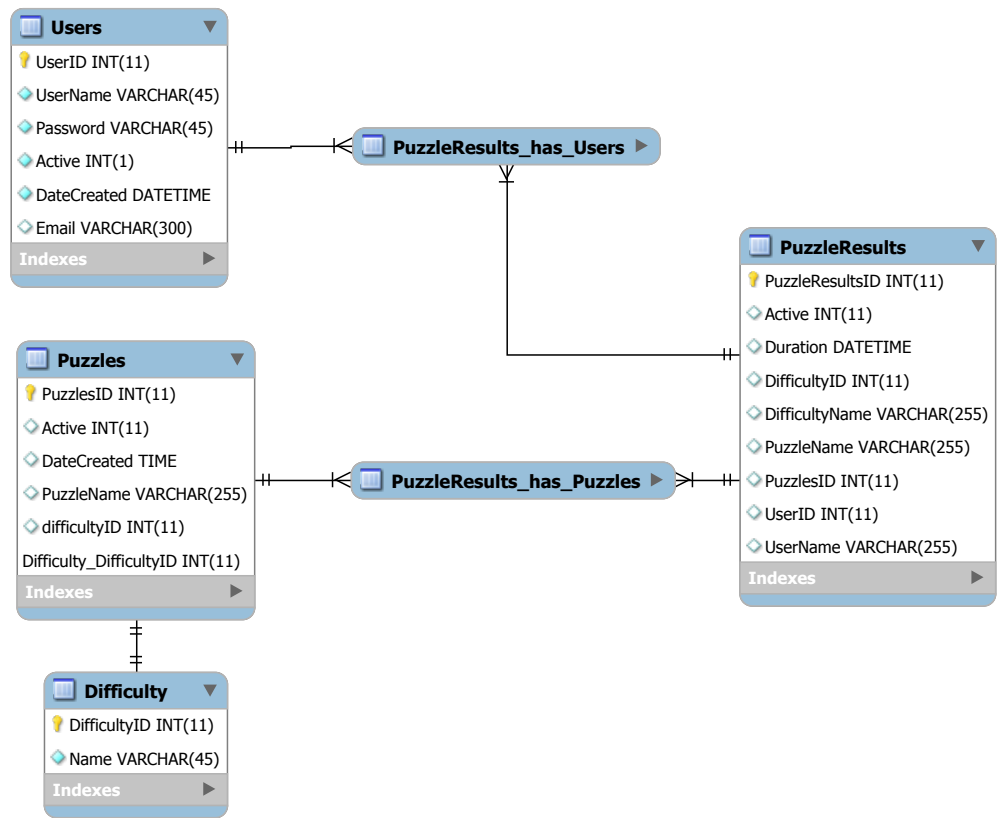 Users
UserID INT(11)
UserName VARCHAR(45)
Password VARCHAR(45)
Active INT(1)
DateCreated DATETIME
Email VARCHAR(300)
Indexes
PuzzleResults_has_Users
PuzzleResults
PuzzleResultsID INT(11)
Active INT(11)
Duration DATETIME
DifficultyID INT(11)
DifficultyName VARCHAR(255)
PuzzleName VARCHAR(255)
PuzzlesID INT(11)
UserID INT(11)
UserName VARCHAR(255)
Indexes
Puzzles
PuzzlesID INT(11)
Active INT(11)
DateCreated TIME
PuzzleName VARCHAR(255)
difficultyID INT(11)
Difficulty_DifficultyID INT(11)
Indexes
PuzzleResults_has_Puzzles
Difficulty
DifficultyID INT(11)
Name VARCHAR(45)
Indexes